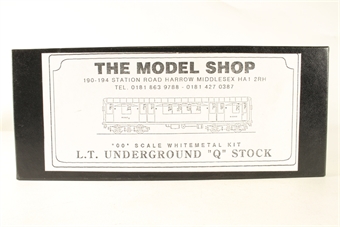 THE MODEL SHOP
190-194 STATION ROAD HARROW MIDDLESEX HA1 2RH
TEL. 0181 863 9788 - 0181 427 0387
"00" SCALE WHITEMETAL KIT
L.T. UNDERGROUND "Q" STOCK